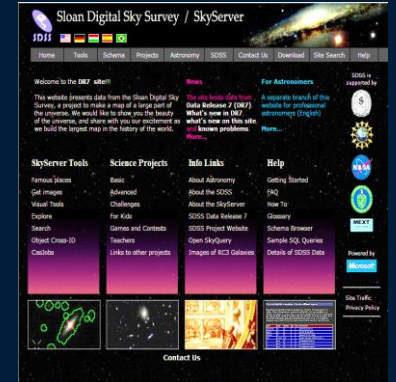 Sloan Digital Sky Survey / SkyServer
SDSS
Home Tools Schema Projects Astronomy SDSS Contact Us Download Site Search Help
Welcome to the DR7 site!!!
This website presents data from the Sloan Digital Sky
Survey, a project to make a map of a large part of
the universe. We would like to show you the beauty
of the universe, and share with you our excitement as
we build the largest map in the history of the world.
News
The site hosts data from
Data Release 7 (DR7).
What's new in DR7,
what's new on this site,
and known problems.
More...
For Astronomers
A separate branch of this
website for professional
astronomers (English)
More...
SDSS is
supported by
NASA
MEXT
Powered by
Microsoft
Site Traffic
Privacy Policy
SkyServer Tools
Famous places
Get images
Visual Tools
Explore
Search
Object Cross-ID
CasJobs
Science Projects
Basic
Advanced
Challenges
For Kids
Games and Contests
Teachers
Links to other projects
Info Links
About Astronomy
About the SDSS
About the SkyServer
SDSS Data Release 7
SDSS Project Website
Open SkyQuery
Images of RC3 Galaxies
Help
Getting Started
FAQ
How To
Glossary
Schema Browser
Sample SQL Queries
Details of SDSS Data
Contact Us